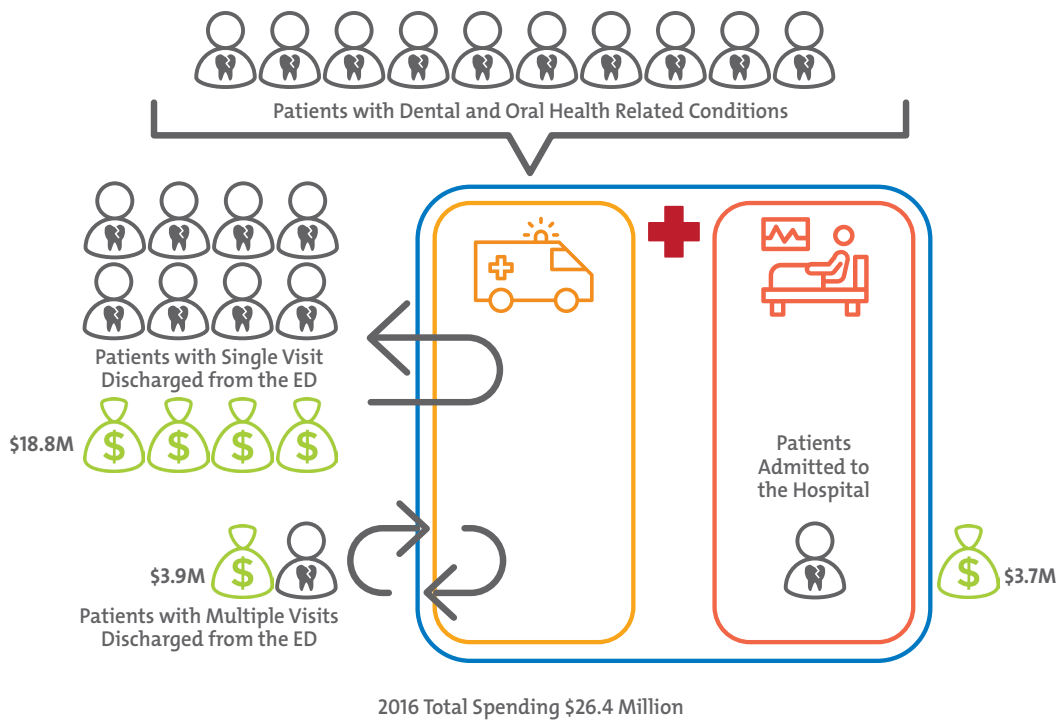 Patients with Dental and Oral Health Related Conditions
Patients with Single Visit
Discharged from the ED
$18.8M
$ $ $ $
Patients
Admitted to
the Hospital
$3.9M $
$ $3.7M
Patients with Multiple Visits
Discharged from the ED
2016 Total Spending $26.4 Million